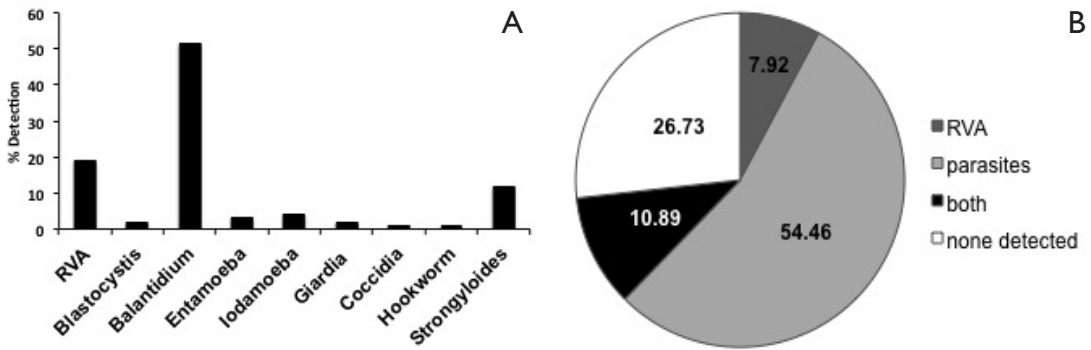 A
% Detection
60
50
40
30
20
10
0
RVA
Blastocystis
Balantidium
Entamoeba
Iodamoeba
Giardia
Coccidia
Hookworm
Strongyloides
B
7.92
26.73
10.89
54.46
RVA
parasites
both
none detected